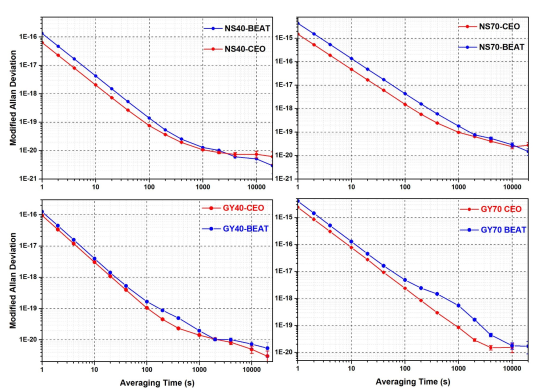 NS40-BEAT
NS40-CEO
1E-16
1E-17
1E-18
1E-19
1E-20
1E-21
1 10 100 1000 10000
Modified Allan Deviation
NS70-CEO
NS70-BEAT
1E-15
1E-16
1E-17
1E-18
1E-19
1E-20
1E-21
1 10 100 1000 10000
GY40-CEO
GY40-BEAT
1E-16
1E-17
1E-18
1E-19
1E-20
1 10 100 1000 10000
Modified Allan Deviation
Averaging Time (s)
GY70 CEO
GY70 BEAT
1E-15
1E-16
1E-17
1E-18
1E-19
1E-20
1 10 100 1000 10000
Averaging Time (s)